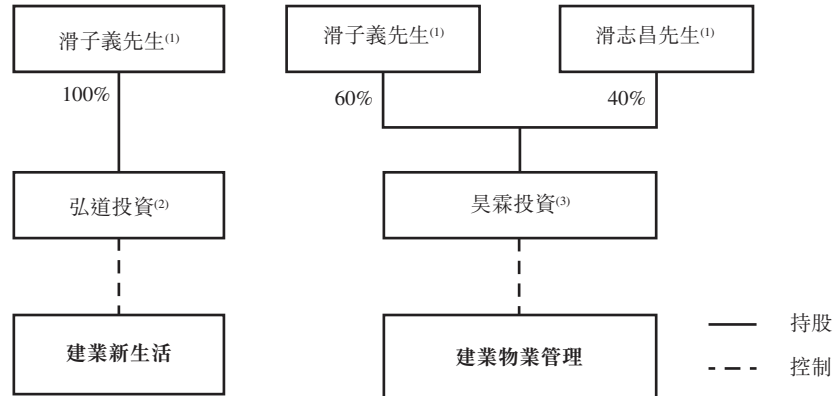 滑子義先生(1)
滑子義先生(1)
滑志昌先生(1)
100%
60%
40%
弘道投資(2)
昊霖投資(3)
建業新生活
建業物業管理
持股
控制